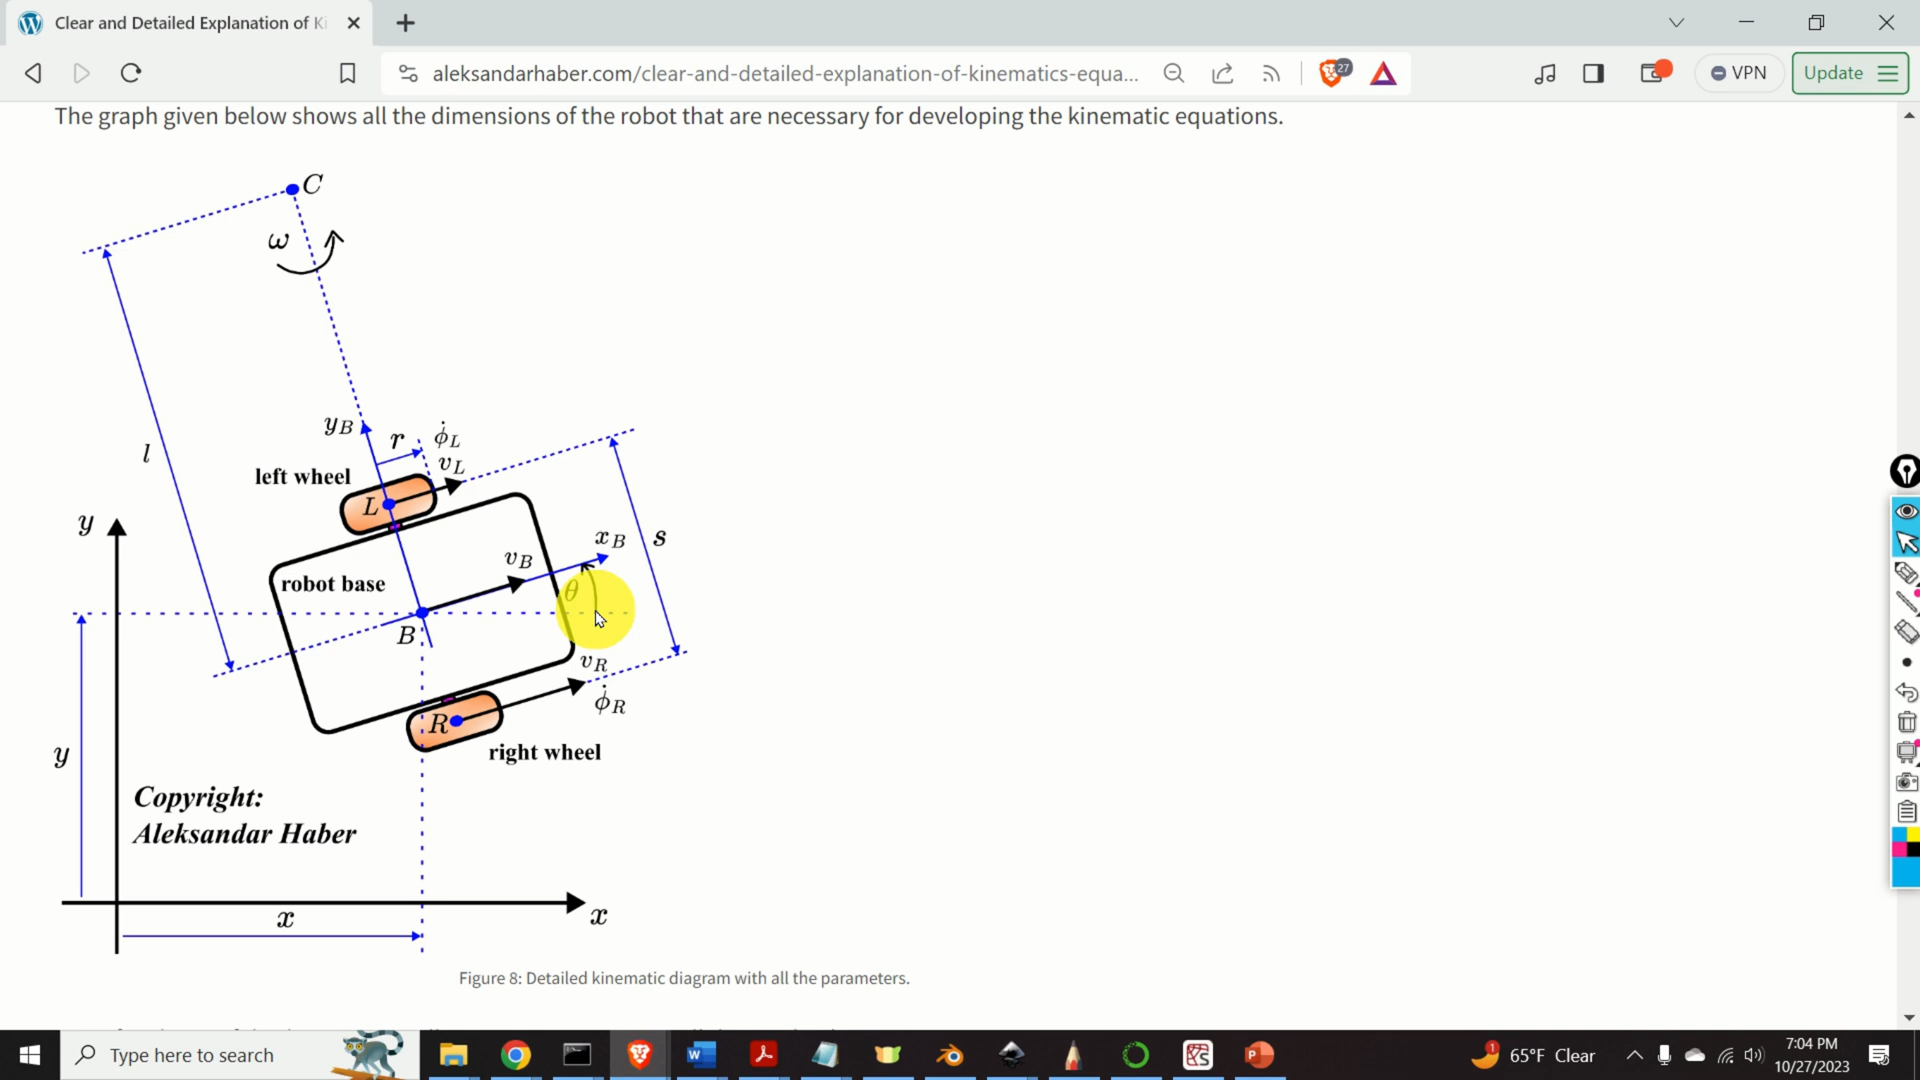 Clear and Detailed Explanation of Ki
aleksandarhaber.com/clear-and-detailed-explanation-of-kinematics-equa...
27
VPN
Update
The graph given below shows all the dimensions of the robot that are necessary for developing the kinematic equations.
C
ω
l
y_B
r
ϕ̇_L
v_L
left wheel
L
y
x_B
s
v_B
θ
robot base
B
v_R
ϕ̇_R
R
right wheel
y
Copyright:
Aleksandar Haber
x
x
Figure 8: Detailed kinematic diagram with all the parameters.
Type here to search
1
65°F Clear
7:04 PM
10/27/2023